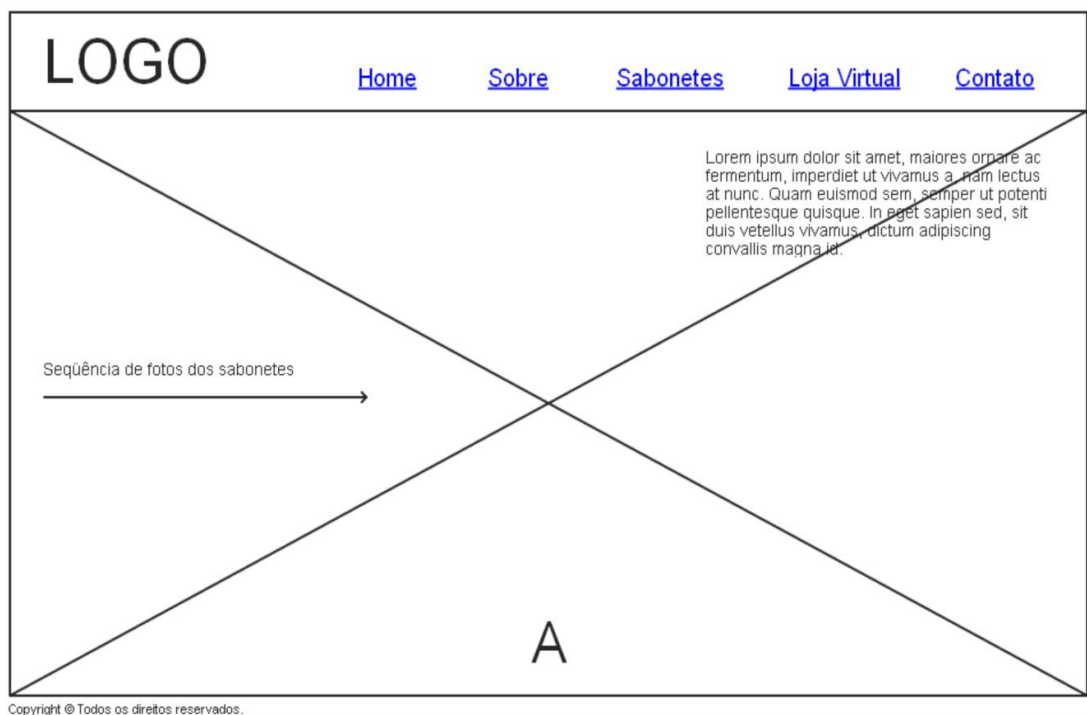 LOGO
Home Sobre Sabonetes Loja Virtual Contato
Lorem ipsum dolor sit amet, maiores ornare ac
fermentum, imperdiet ut vivamus a, nam lectus
at nunc. Quam euismod sem, semper ut potenti
pellentesque quisque. In eget sapien sed, sit
duis vetellus vivamus, dictum adipiscing
convallis magna id.
Seqüência de fotos dos sabonetes
A
Copyright © Todos os direitos reservados.